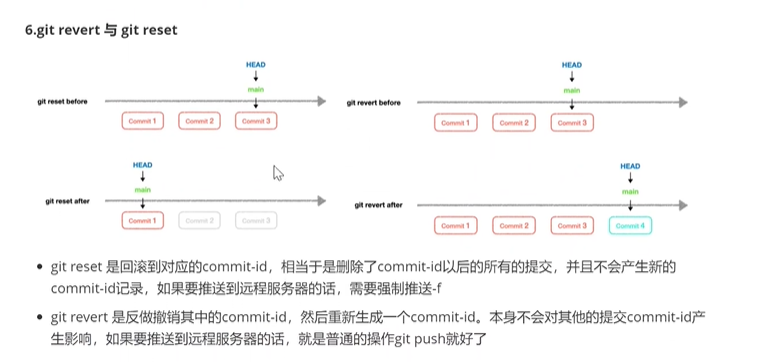 6.git revert 与 git reset
HEAD
main
git reset before
Commit 1 Commit 2 Commit 3
HEAD
main
git revert before
Commit 1 Commit 2 Commit 3
HEAD
main
git reset after
Commit 1 Commit 2 Commit 3
HEAD
main
git revert after
Commit 1 Commit 2 Commit 3 Commit 4
• git reset 是回滚到对应的commit-id，相当于是删除了commit-id以后的所有的提交，并且不会产生新的
commit-id记录，如果要推送到远程服务器的话，需要强制推送-f
• git revert 是反做撤销其中的commit-id，然后重新生成一个commit-id。本身不会对其他的提交commit-id产
生影响，如果要推送到远程服务器的话，就是普通的操作git push就好了